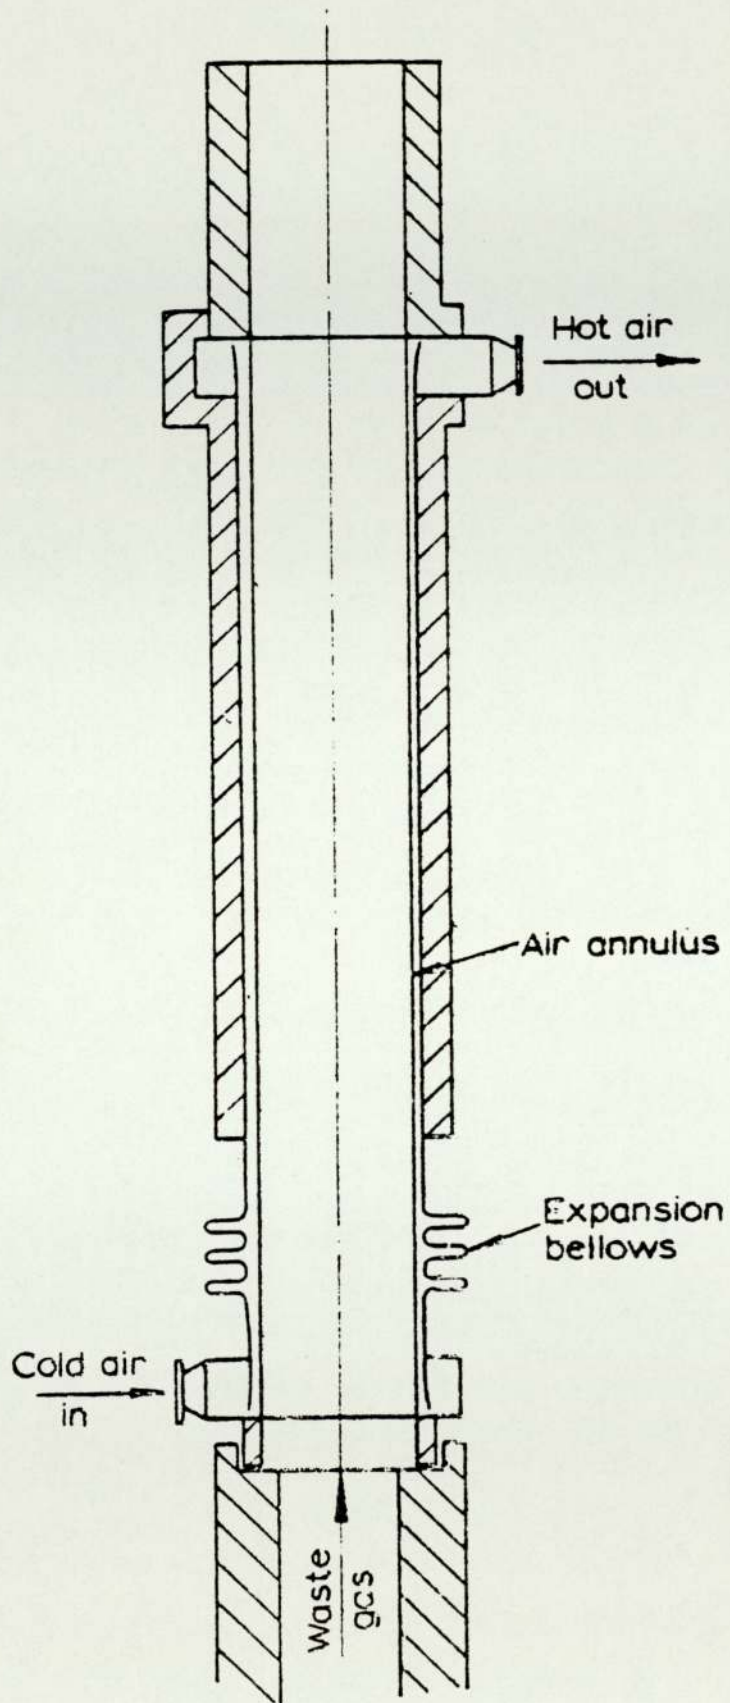 Hot air
out
Air annulus
Expansion
bellows
Cold air
in
Waste
gas